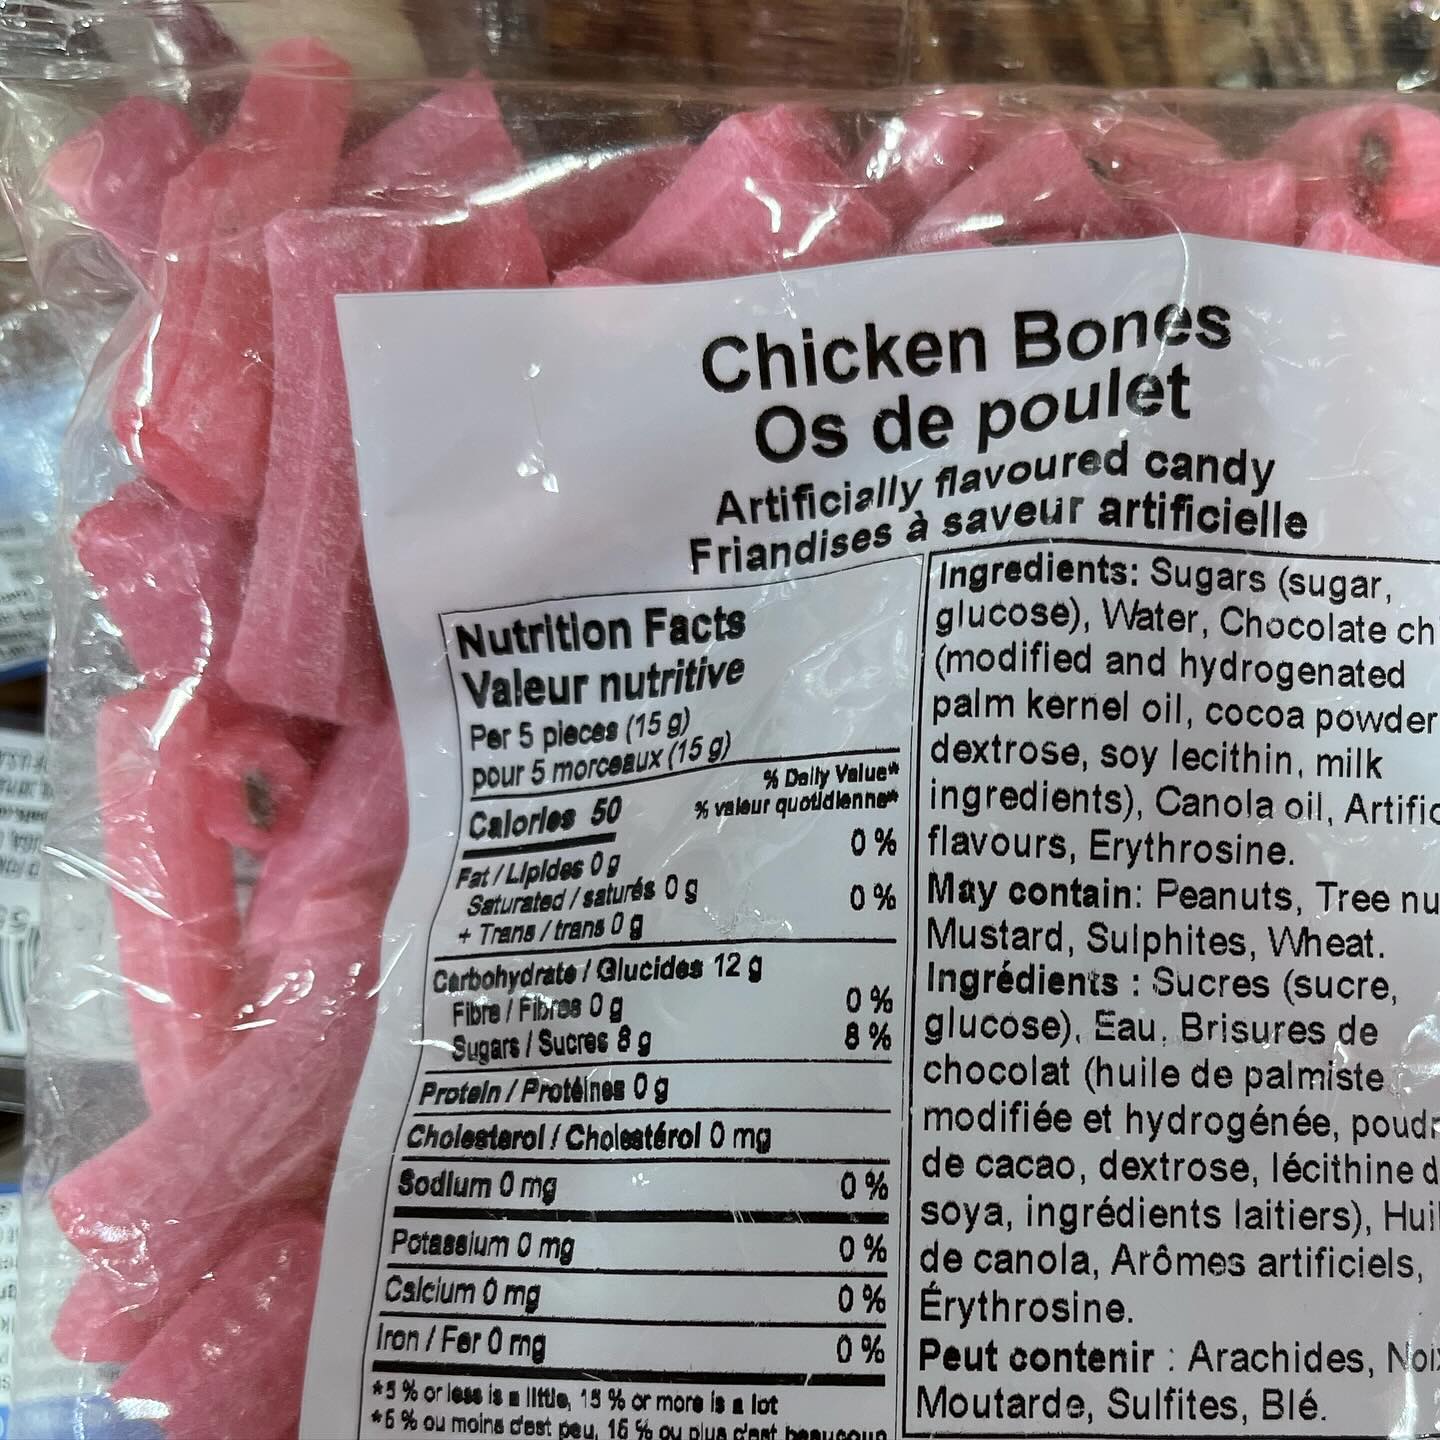 Chicken Bones
Os de poulet
Artificially flavoured candy
Friandises à saveur artificielle
Nutrition Facts
Valeur nutritive
Per 5 pieces (15 g)
pour 5 morceaux (15 g)
Calories 50
% Daily Value*
% valeur quotidienne*
Fat / Lipides 0 g
0 %
Saturated / saturés 0 g
+ Trans / trans 0 g
0 %
Carbohydrate / Glucides 12 g
Fibre / Fibres 0 g
0 %
Sugars / Sucres 8 g
8 %
Protein / Protéines 0 g
Cholesterol / Cholestérol 0 mg
Sodium 0 mg
0 %
Potassium 0 mg
0 %
Calcium 0 mg
0 %
Iron / Fer 0 mg
0 %
*5 % or less is a little, 15 % or more is a lot
*5 % ou moins c'est peu, 15 % ou plus c'est beaucoup
Ingredients: Sugars (sugar,
glucose), Water, Chocolate ch
(modified and hydrogenated
palm kernel oil, cocoa powder
dextrose, soy lecithin, milk
ingredients), Canola oil, Artific
flavours, Erythrosine.
May contain: Peanuts, Tree nu
Mustard, Sulphites, Wheat.
Ingrédients : Sucres (sucre,
glucose), Eau, Brisures de
chocolat (huile de palmiste
modifiée et hydrogénée, poudr
de cacao, dextrose, lécithine d
soya, ingrédients laitiers), Huil
de canola, Arômes artificiels,
Érythrosine.
Peut contenir : Arachides, Noi
Moutarde, Sulfites, Blé.